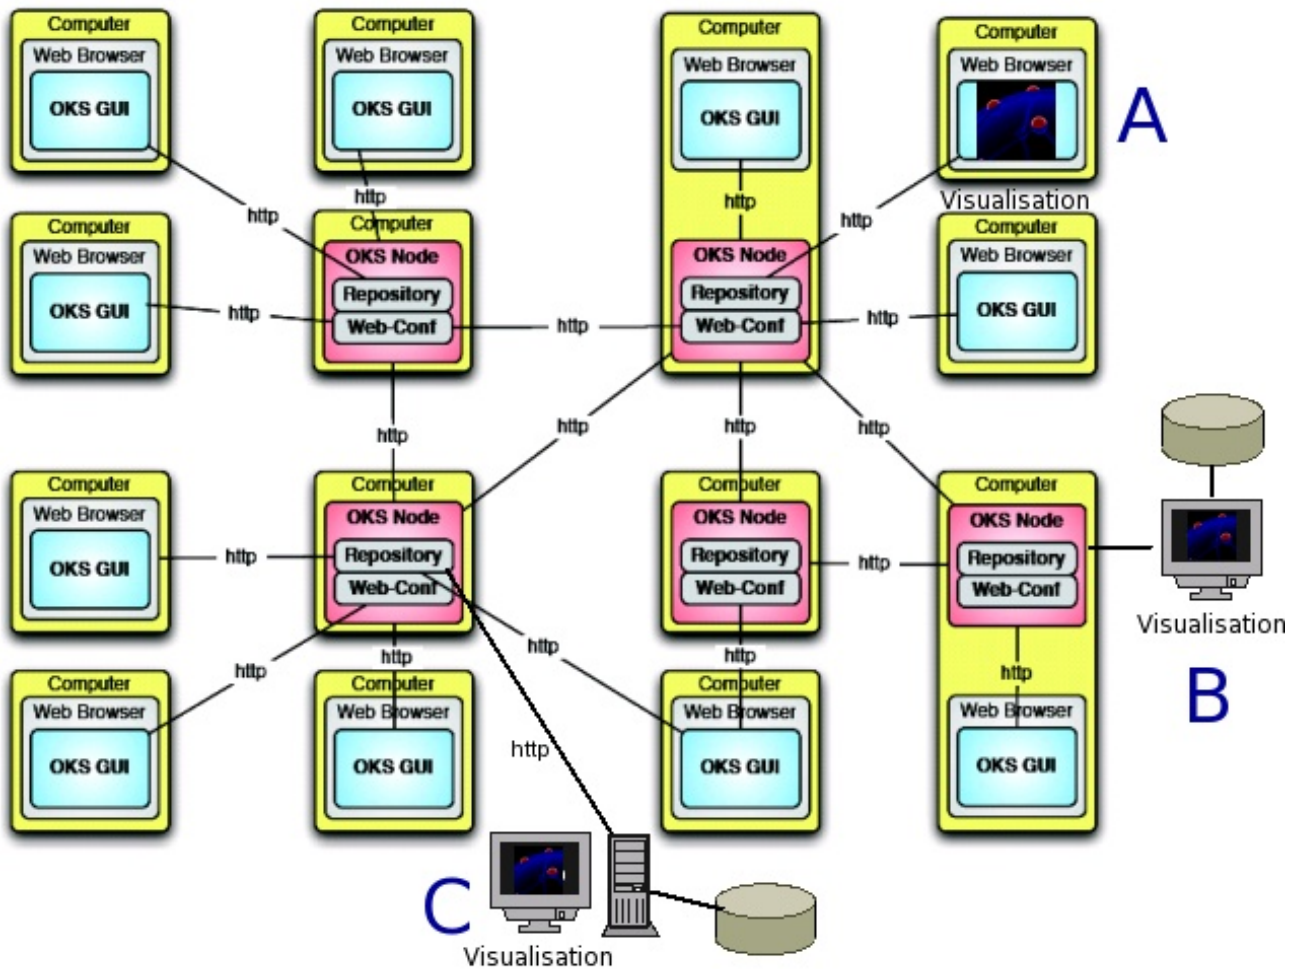 Computer
Web Browser
OKS GUI
Computer
Web Browser
OKS GUI
Computer
Web Browser
OKS GUI
Computer
Web Browser
A
Visualisation
http
http
http
http
Computer
Web Browser
OKS GUI
http
Computer
OKS Node
Repository
Web-Conf
http
OKS Node
Repository
Web-Conf
http
Computer
Web Browser
OKS GUI
http
http
http
http
Computer
Web Browser
OKS GUI
http
Computer
OKS Node
Repository
Web-Conf
Computer
OKS Node
Repository
Web-Conf
http
Computer
OKS Node
Repository
Web-Conf
Visualisation
B
http
http
http
http
http
Computer
Web Browser
OKS GUI
Computer
Web Browser
OKS GUI
http
Computer
Web Browser
OKS GUI
Web Browser
OKS GUI
C
Visualisation